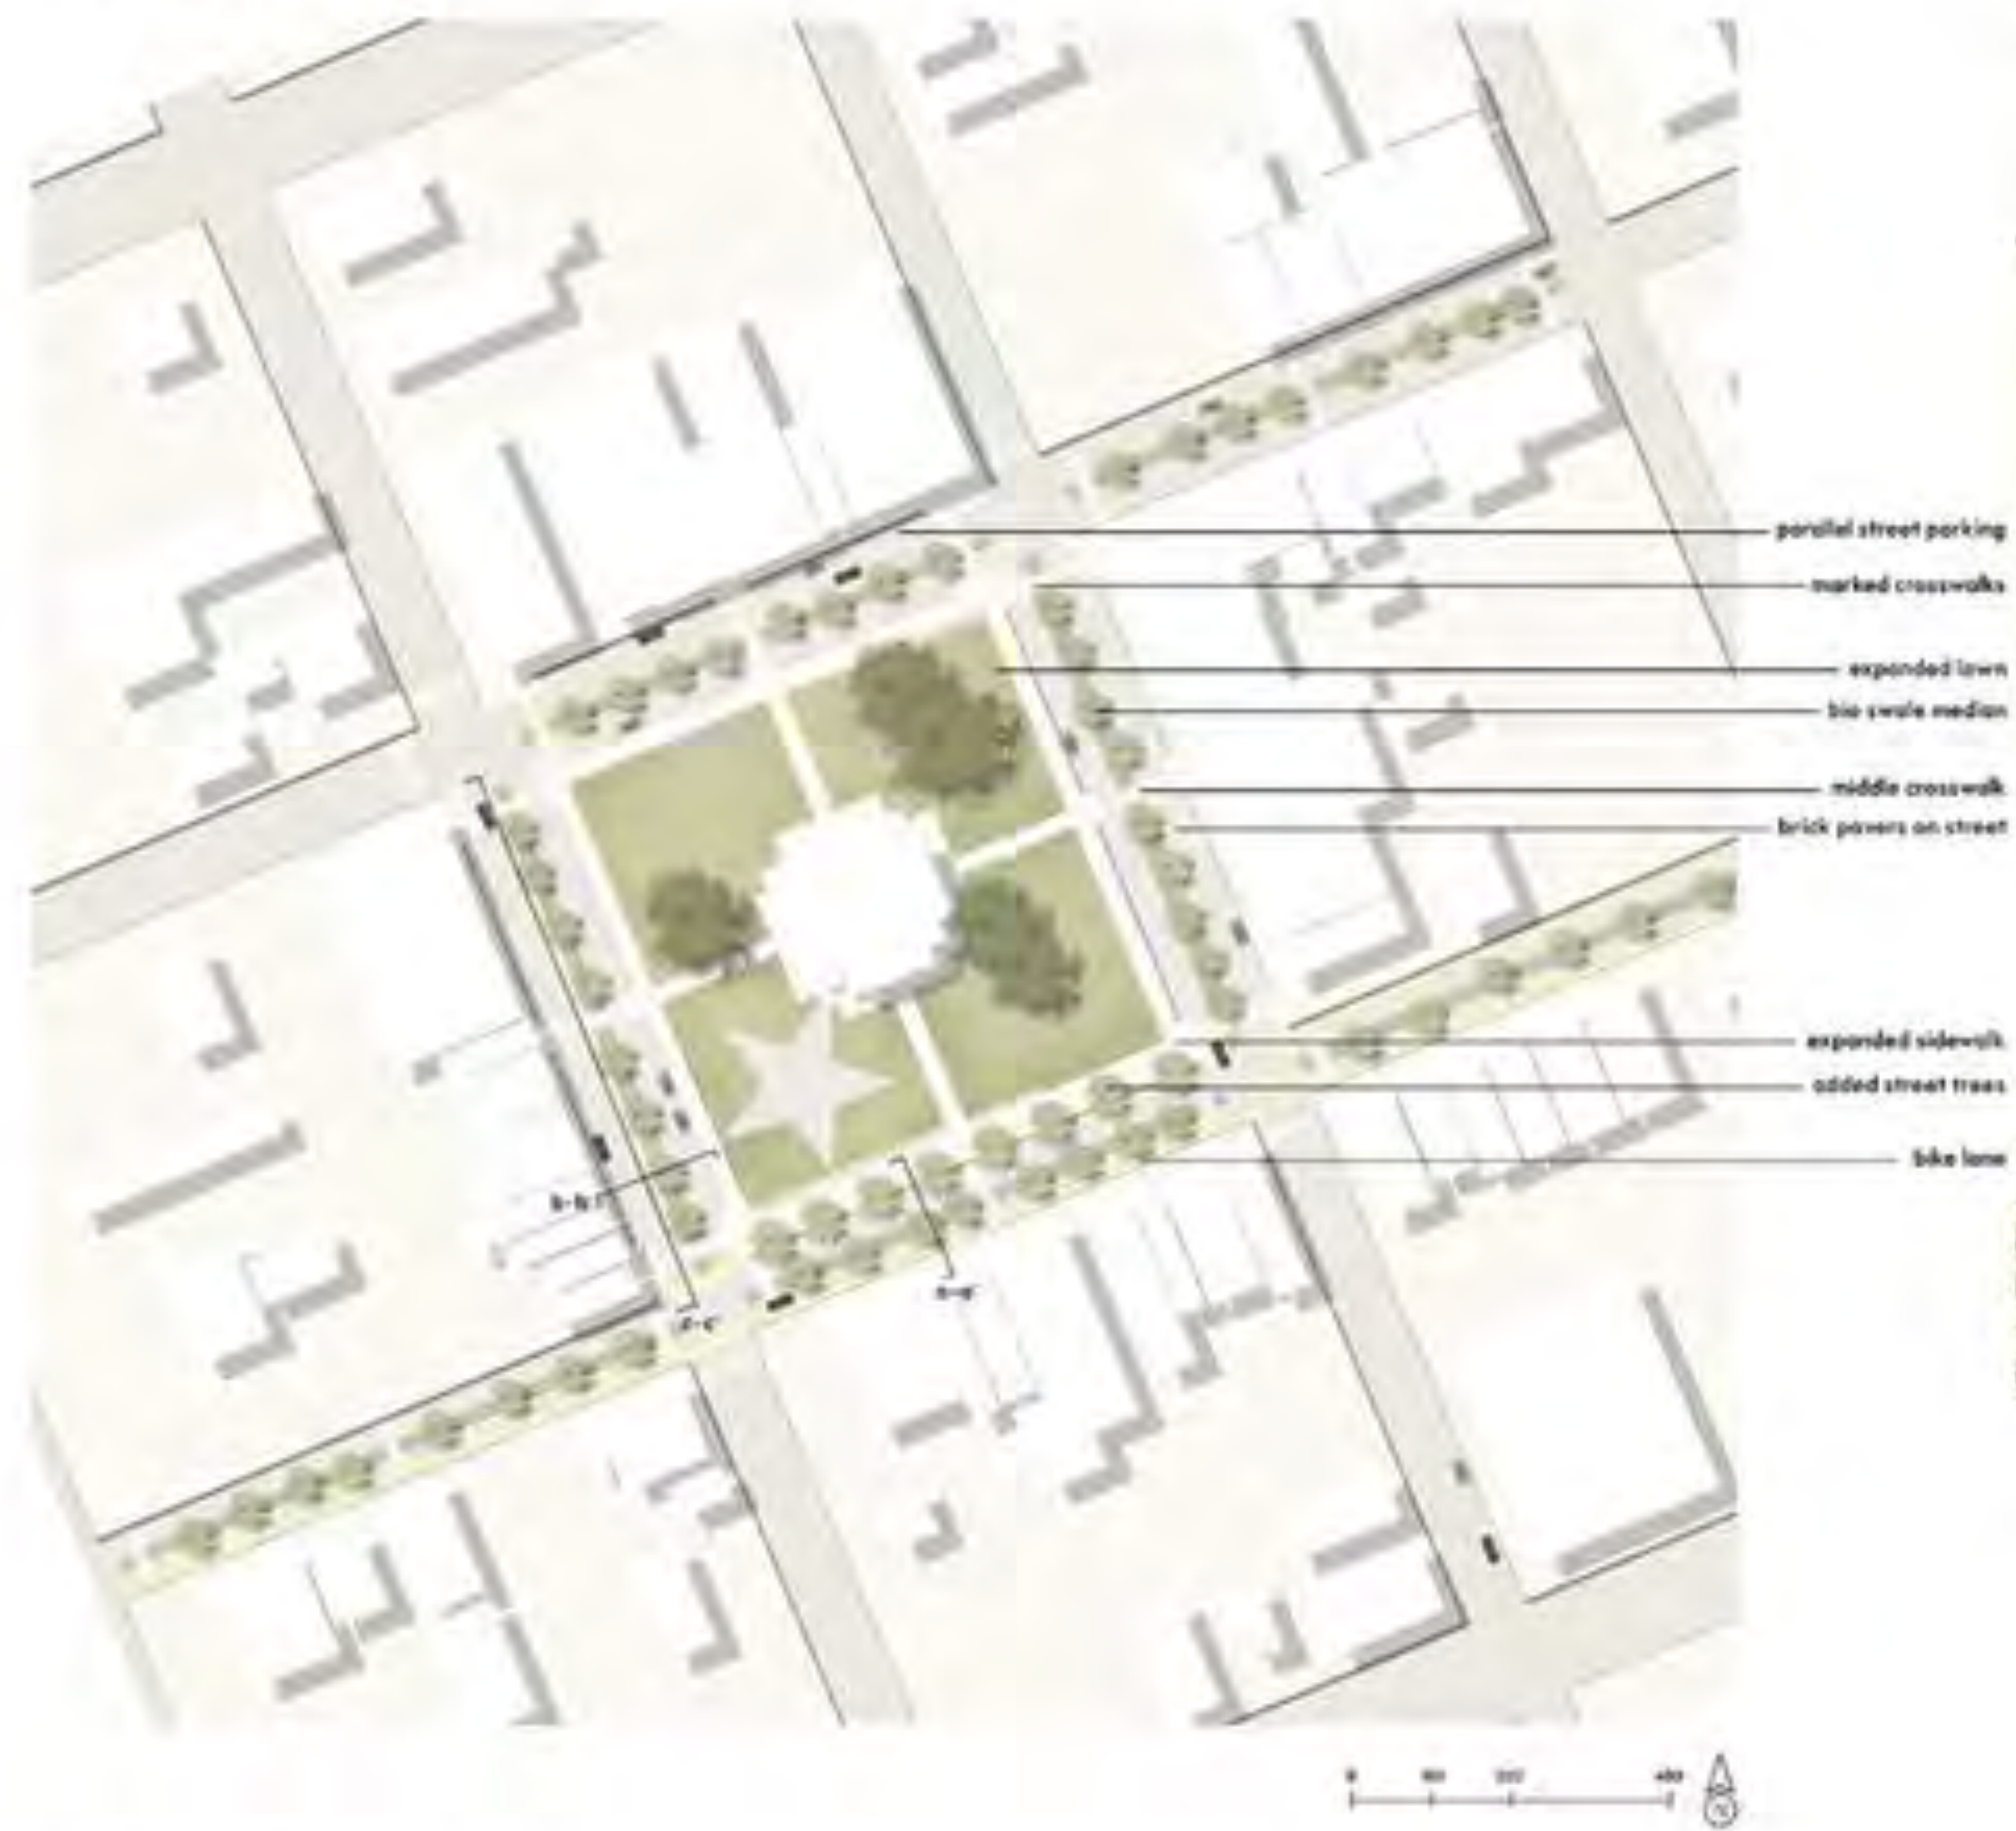 parallel street parking
marked crosswalks
expanded lawn
bio swale median
middle crosswalk
brick pavers on street
expanded sidewalk
added street trees
bike lane